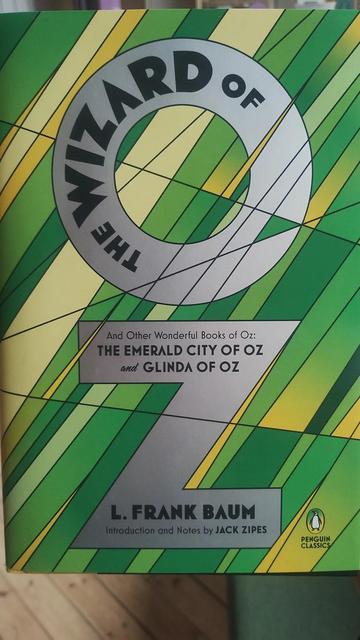 THE WIZARD OF
OZ
And Other Wonderful Books of Oz:
THE EMERALD CITY OF OZ
and GLINDA OF OZ
L. FRANK BAUM
Introduction and Notes by JACK ZIPES
PENGUIN
CLASSICS